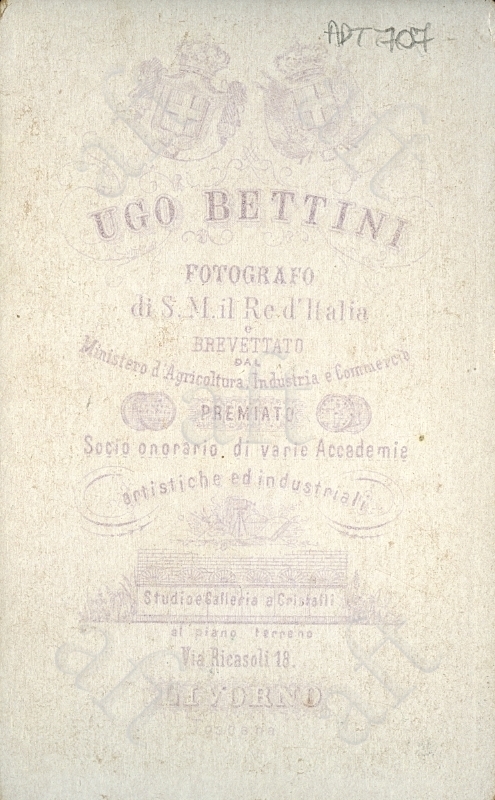 ADT 707
UGO BETTINI
FOTOGRAFO
di S. M. il Re d'Italia
e
BREVETTATO
DAL
Ministero d'Agricoltura, Industria e Commercio
PREMIATO
Socio onorario di varie Accademie
artistiche ed industriali
Studio e Galleria a Cristalli
al piano terreno
Via Ricasoli 18.
LIVORNO
Toscana